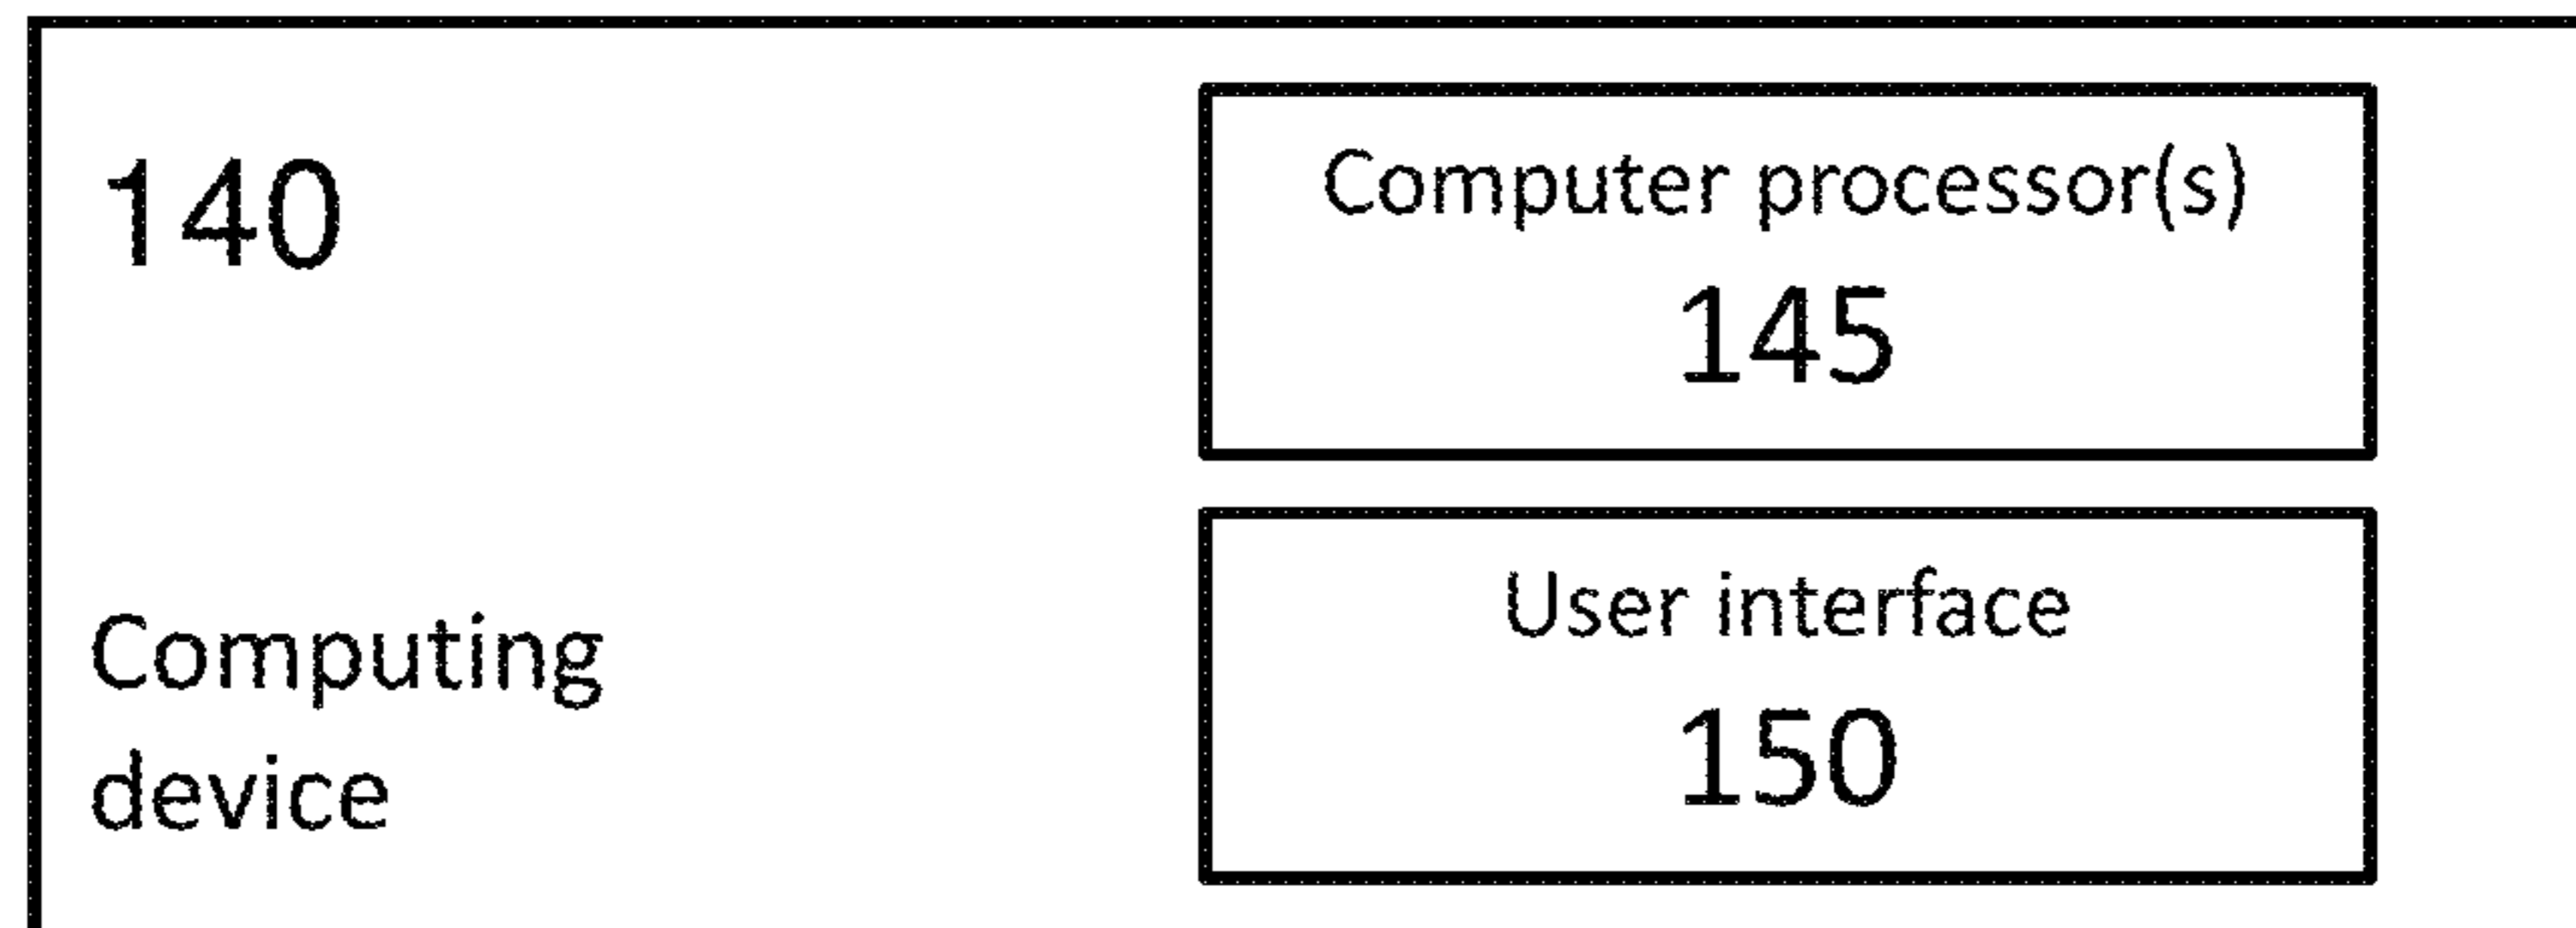 140
Computing
device
Computer processor(s)
145
User interface
150